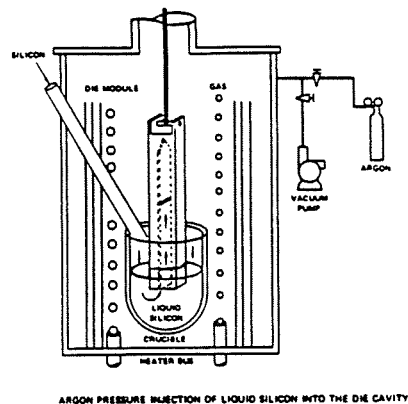 SILICON
DIE MODULE
GAS
ARGON
VACUUM
PUMP
LIQUID
SILICON
CRUCIBLE
HEATER BUS
ARGON PRESSURE INJECTION OF LIQUID SILICON INTO THE DIE CAVITY